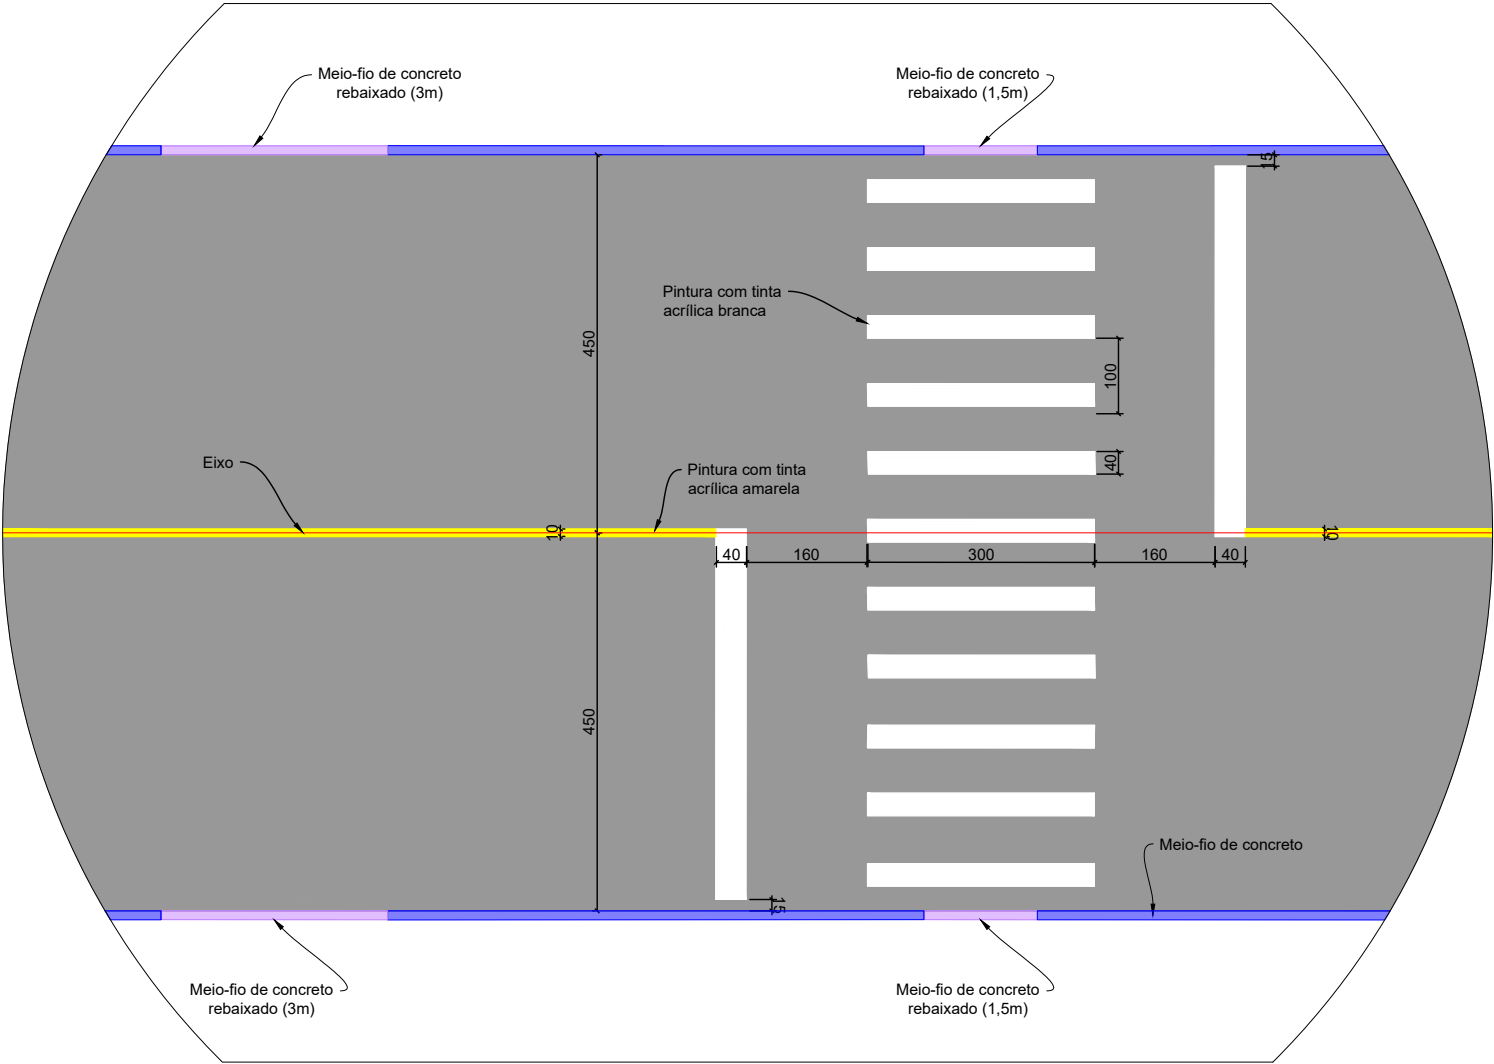 Meio-fio de concreto
rebaixado (3m)
Meio-fio de concreto
rebaixado (1,5m)
15
Pintura com tinta
acrílica branca
450
100
Eixo
Pintura com tinta
acrílica amarela
40
10
10
40
160
300
160
40
450
Meio-fio de concreto
15
Meio-fio de concreto
rebaixado (3m)
Meio-fio de concreto
rebaixado (1,5m)